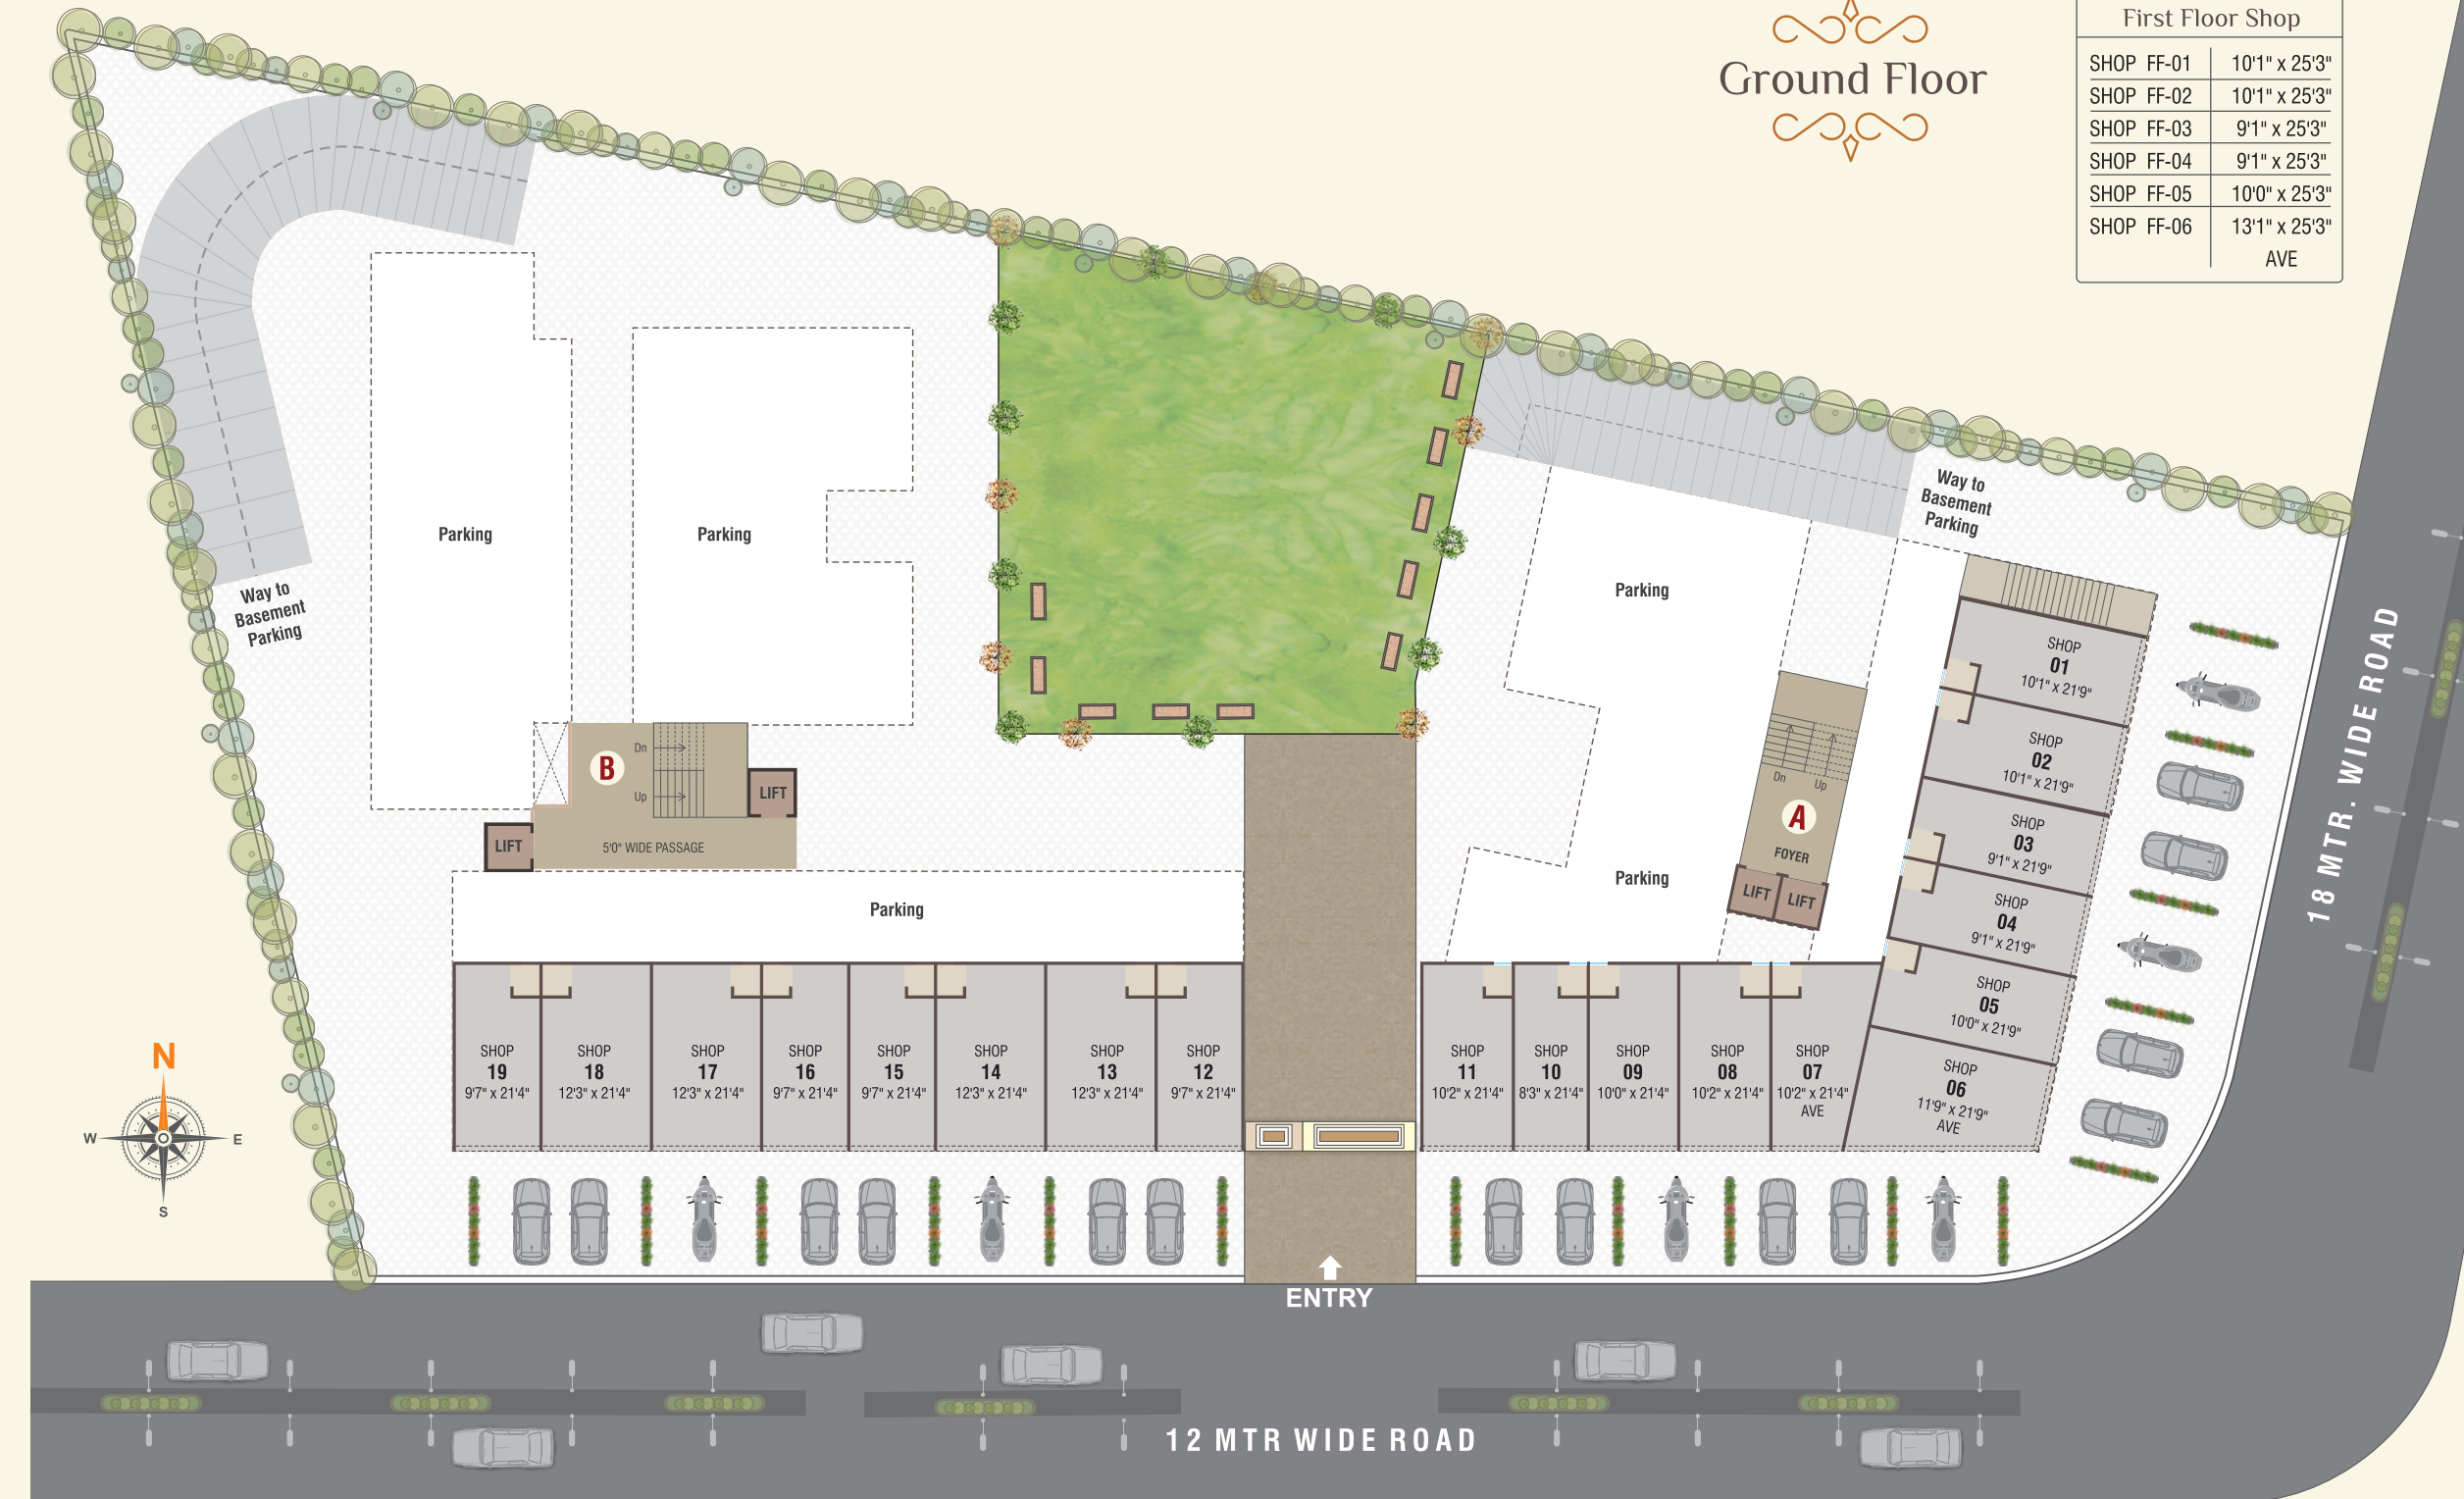 Ground Floor
First Floor Shop
SHOP FF-01 10'1" x 25'3"
SHOP FF-02 10'1" x 25'3"
SHOP FF-03 9'1" x 25'3"
SHOP FF-04 9'1" x 25'3"
SHOP FF-05 10'0" x 25'3"
SHOP FF-06 13'1" x 25'3"
AVE
Way to
Basement
Parking
Parking
Parking
Way to
Basement
Parking
Parking
Parking
Parking
B
Dn
Up
LIFT
LIFT
5'0" WIDE PASSAGE
Dn
Up
A
FOYER
LIFT
LIFT
SHOP
01
10'1" x 21'9"
SHOP
02
10'1" x 21'9"
SHOP
03
9'1" x 21'9"
SHOP
04
9'1" x 21'9"
SHOP
05
10'0" x 21'9"
SHOP
06
11'9" x 21'9"
AVE
18 MTR. WIDE ROAD
N
W
E
S
SHOP
19
9'7" x 21'4"
SHOP
18
12'3" x 21'4"
SHOP
17
12'3" x 21'4"
SHOP
16
9'7" x 21'4"
SHOP
15
9'7" x 21'4"
SHOP
14
12'3" x 21'4"
SHOP
13
12'3" x 21'4"
SHOP
12
9'7" x 21'4"
SHOP
11
10'2" x 21'4"
SHOP
10
8'3" x 21'4"
SHOP
09
10'0" x 21'4"
SHOP
08
10'2" x 21'4"
SHOP
07
10'2" x 21'4"
AVE
ENTRY
12 MTR WIDE ROAD